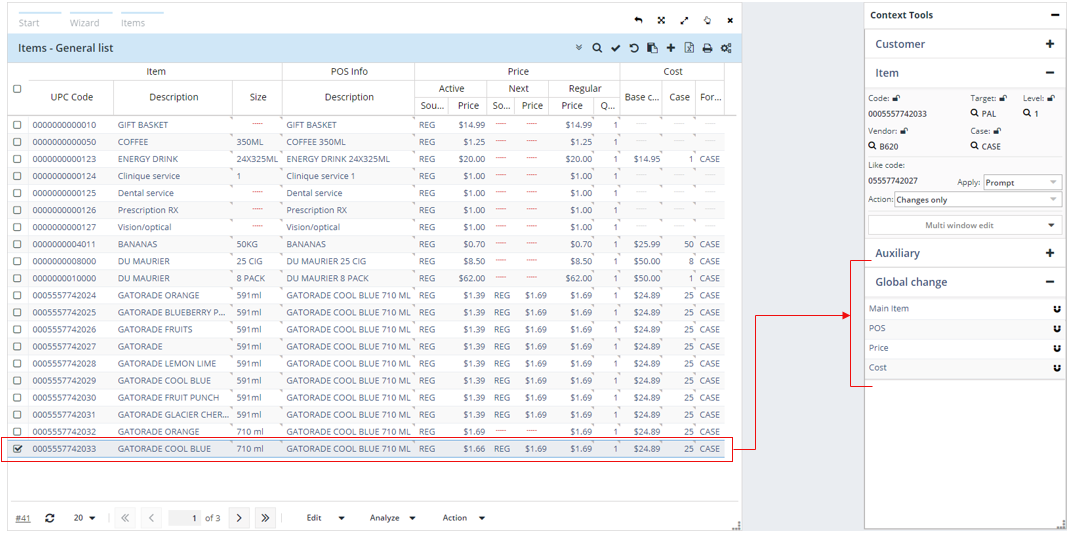 Start Wizard Items
Items - General list
Item POS Info Price Cost
UPC Code Description Size Description Active Next Regular Base c... Case For...
Sou... Price So... Price Price Q...
0000000000010 GIFT BASKET ---- GIFT BASKET REG $14.99 ---- ---- $14.99 1 ---- ---- ----
0000000000050 COFFEE 350ML COFFEE 350ML REG $1.25 ---- ---- $1.25 1 ---- ---- ----
0000000000123 ENERGY DRINK 24X325ML ENERGY DRINK 24X325ML REG $20.00 ---- ---- $20.00 1 $14.95 1 CASE
0000000000124 Clinique service 1 Clinique service 1 REG $1.00 ---- ---- $1.00 1 ---- ---- ----
0000000000125 Dental service ---- Dental service REG $1.00 ---- ---- $1.00 1 ---- ---- ----
0000000000126 Prescription RX ---- Prescription RX REG $1.00 ---- ---- $1.00 1 ---- ---- ----
0000000000127 Vision/optical ---- Vision/optical REG $1.00 ---- ---- $1.00 1 ---- ---- ----
0000000004011 BANANAS 50KG BANANAS REG $0.70 ---- ---- $0.70 1 $25.99 50 CASE
0000000008000 DU MAURIER 25 CIG DU MAURIER 25 CIG REG $8.50 ---- ---- $8.50 1 $50.00 8 CASE
0000000010000 DU MAURIER 8 PACK DU MAURIER 8 PACK REG $62.00 ---- ---- $62.00 1 $50.00 1 CASE
0005557742024 GATORADE ORANGE 591ml GATORADE COOL BLUE 710 ML REG $1.39 REG $1.69 $1.69 1 $24.89 25 CASE
0005557742025 GATORADE BLUEBERRY P... 591ml GATORADE COOL BLUE 710 ML REG $1.39 REG $1.69 $1.69 1 $24.89 25 CASE
0005557742026 GATORADE FRUITS 591ml GATORADE COOL BLUE 710 ML REG $1.39 REG $1.69 $1.69 1 $24.89 25 CASE
0005557742027 GATORADE 591ml GATORADE COOL BLUE 710 ML REG $1.39 REG $1.69 $1.69 1 $24.89 25 CASE
0005557742028 GATORADE LEMON LIME 591ml GATORADE COOL BLUE 710 ML REG $1.39 REG $1.69 $1.69 1 $24.89 25 CASE
0005557742029 GATORADE COOL BLUE 591ml GATORADE COOL BLUE 710 ML REG $1.39 REG $1.69 $1.69 1 $24.89 25 CASE
0005557742030 GATORADE FRUIT PUNCH 591ml GATORADE COOL BLUE 710 ML REG $1.39 REG $1.69 $1.69 1 $24.89 25 CASE
0005557742031 GATORADE GLACIER CHER... 591ml GATORADE COOL BLUE 710 ML REG $1.39 REG $1.69 $1.69 1 $24.89 25 CASE
0005557742032 GATORADE ORANGE 710 ml GATORADE COOL BLUE 710 ML REG $1.69 ---- ---- $1.69 1 $24.89 25 CASE
0005557742033 GATORADE COOL BLUE 710 ml GATORADE COOL BLUE 710 ML REG $1.66 REG $1.69 $1.69 1 $24.89 25 CASE
#41 20 1 of 3 Edit Analyze Action
Context Tools
Customer
Item
Code: Target: Level:
0005557742033 PAL 1
Vendor: Case:
B620 CASE
Like code:
05557742027 Apply: Prompt
Action: Changes only
Multi window edit
Auxiliary
Global change
Main Item
POS
Price
Cost